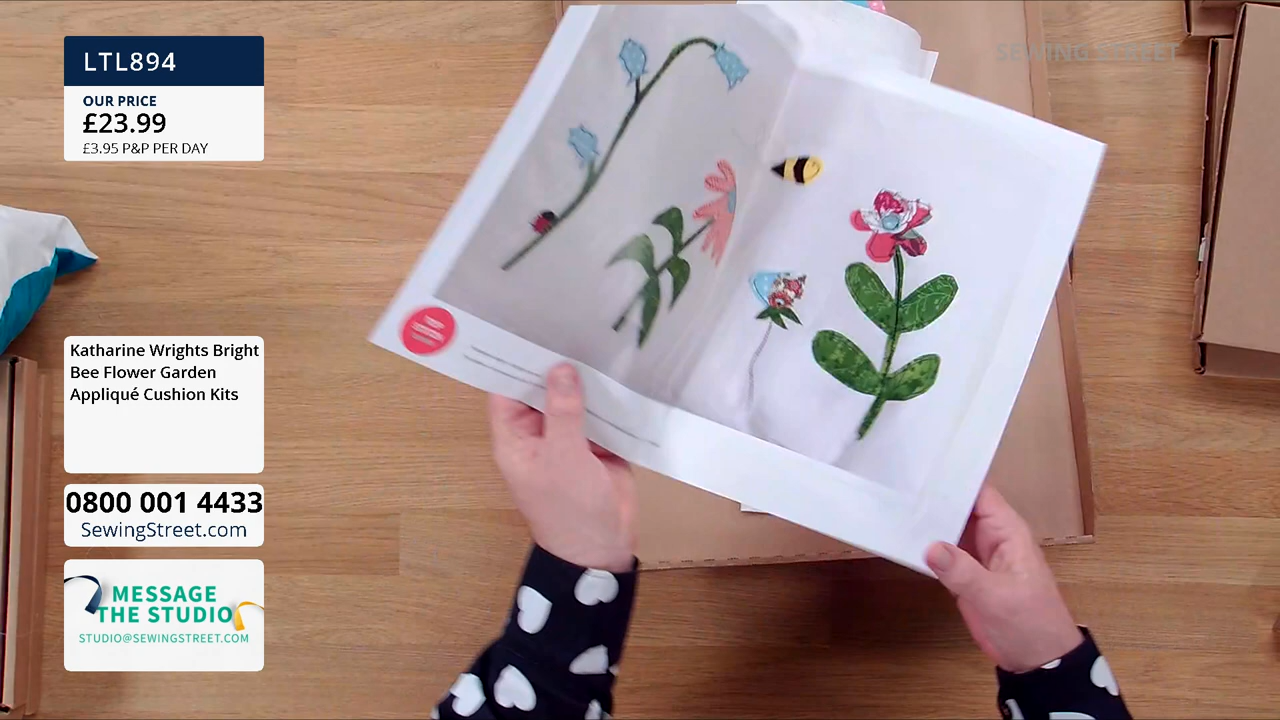 LTL894
OUR PRICE
£23.99
£3.95 P&P PER DAY
SEWING STREET
Katharine Wrights Bright
Bee Flower Garden
Appliqué Cushion Kits
0800 001 4433
SewingStreet.com
MESSAGE
THE STUDIO
STUDIO@SEWINGSTREET.COM